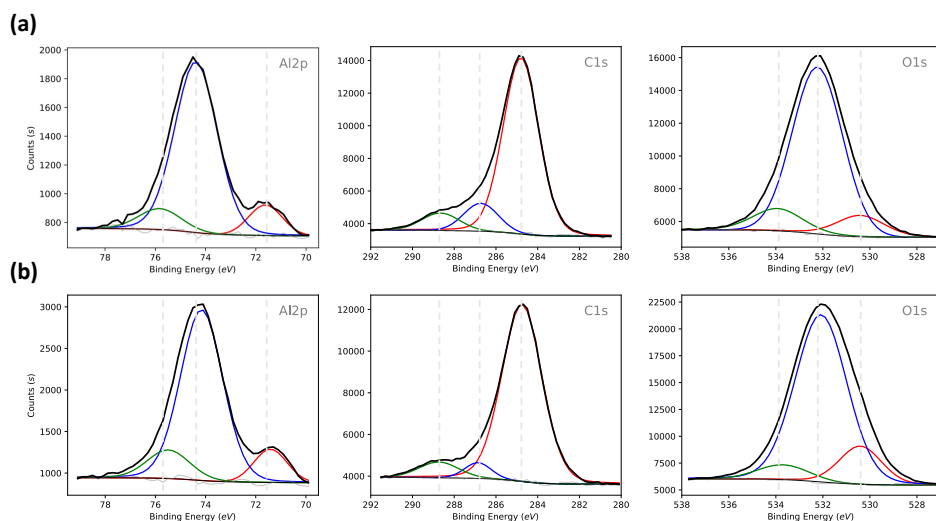 (a)
Al2p
C1s
O1s
Counts (s)
2000
1800
1600
1400
1200
1000
800
78 76 74 72 70
Binding Energy (eV)
14000
12000
10000
8000
6000
4000
292 290 288 286 284 282 280
Binding Energy (eV)
16000
14000
12000
10000
8000
6000
538 536 534 532 530 528
Binding Energy (eV)
(b)
Al2p
C1s
O1s
Counts (s)
3000
2500
2000
1500
1000
78 76 74 72 70
Binding Energy (eV)
12000
10000
8000
6000
4000
292 290 288 286 284 282 280
Binding Energy (eV)
22500
20000
17500
15000
12500
10000
7500
5000
538 536 534 532 530 528
Binding Energy (eV)